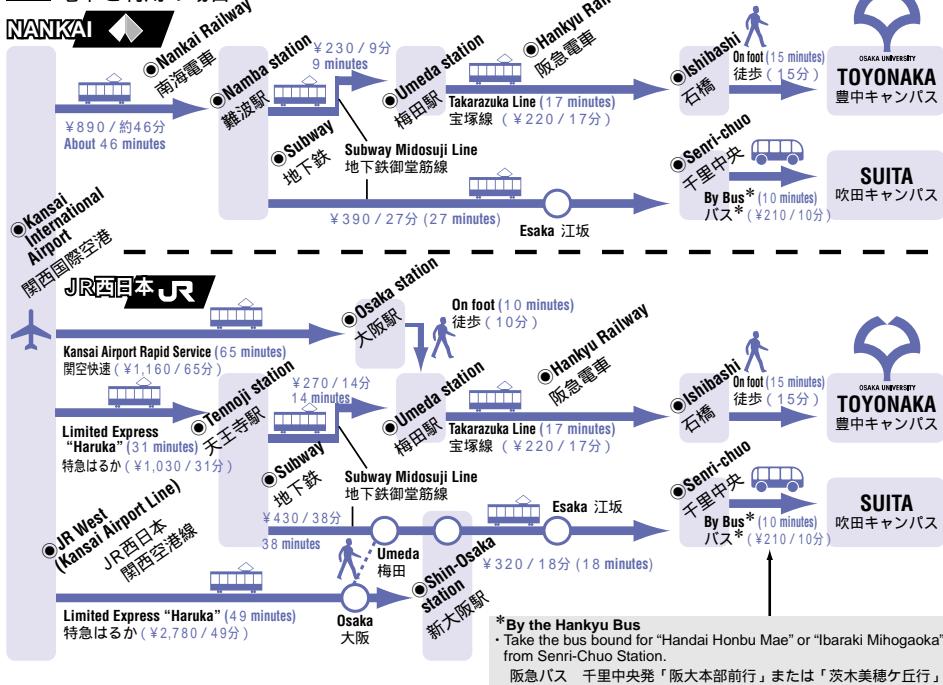 NANKAI
Nankai Railway
南海電車
¥890 / 約46分
About 46 minutes
Namba station
難波駅
¥230 / 9分
9 minutes
Subway
地下鉄
Subway Midosuji Line
地下鉄御堂筋線
Umeda station
梅田駅
Hankyu Rai
阪急電車
Takarazuka Line (17 minutes)
宝塚線 (¥220 / 17分)
Ishibashi
石橋
On foot (15 minutes)
徒歩 (15分)
OSAKA UNIVERSITY
TOYONAKA
豊中キャンパス
¥390 / 27分 (27 minutes)
Esaka 江坂
Senri-chuo
千里中央
By Bus* (10 minutes)
バス* (¥210 / 10分)
SUITA
吹田キャンパス
Kansai
International
Airport
関西国際空港
JR西日本 JR
Kansai Airport Rapid Service (65 minutes)
関空快速 (¥1,160 / 65分)
Osaka station
大阪駅
On foot (10 minutes)
徒歩 (10分)
Limited Express
"Haruka" (31 minutes)
特急はるか (¥1,030 / 31分)
Tennoji station
天王寺駅
¥270 / 14分
14 minutes
Subway
地下鉄
Subway Midosuji Line
地下鉄御堂筋線
Umeda station
梅田駅
Hankyu Railway
阪急電車
Takarazuka Line (17 minutes)
宝塚線 (¥220 / 17分)
Ishibashi
石橋
On foot (15 minutes)
徒歩 (15分)
OSAKA UNIVERSITY
TOYONAKA
豊中キャンパス
¥430 / 38分
38 minutes
Umeda
梅田
Esaka 江坂
¥320 / 18分 (18 minutes)
Senri-chuo
千里中央
By Bus* (10 minutes)
バス* (¥210 / 10分)
SUITA
吹田キャンパス
JR West
(Kansai Airport Line)
JR西日本
関西空港線
Limited Express "Haruka" (49 minutes)
特急はるか (¥2,780 / 49分)
Osaka
大阪
Shin-Osaka
station
新大阪駅
*By the Hankyu Bus
・Take the bus bound for "Handai Honbu Mae" or "Ibaraki Mihogaoka"
from Senri-Chuo Station.
阪急バス 千里中央発「阪大本部前行」または「茨木美穂ケ丘行」